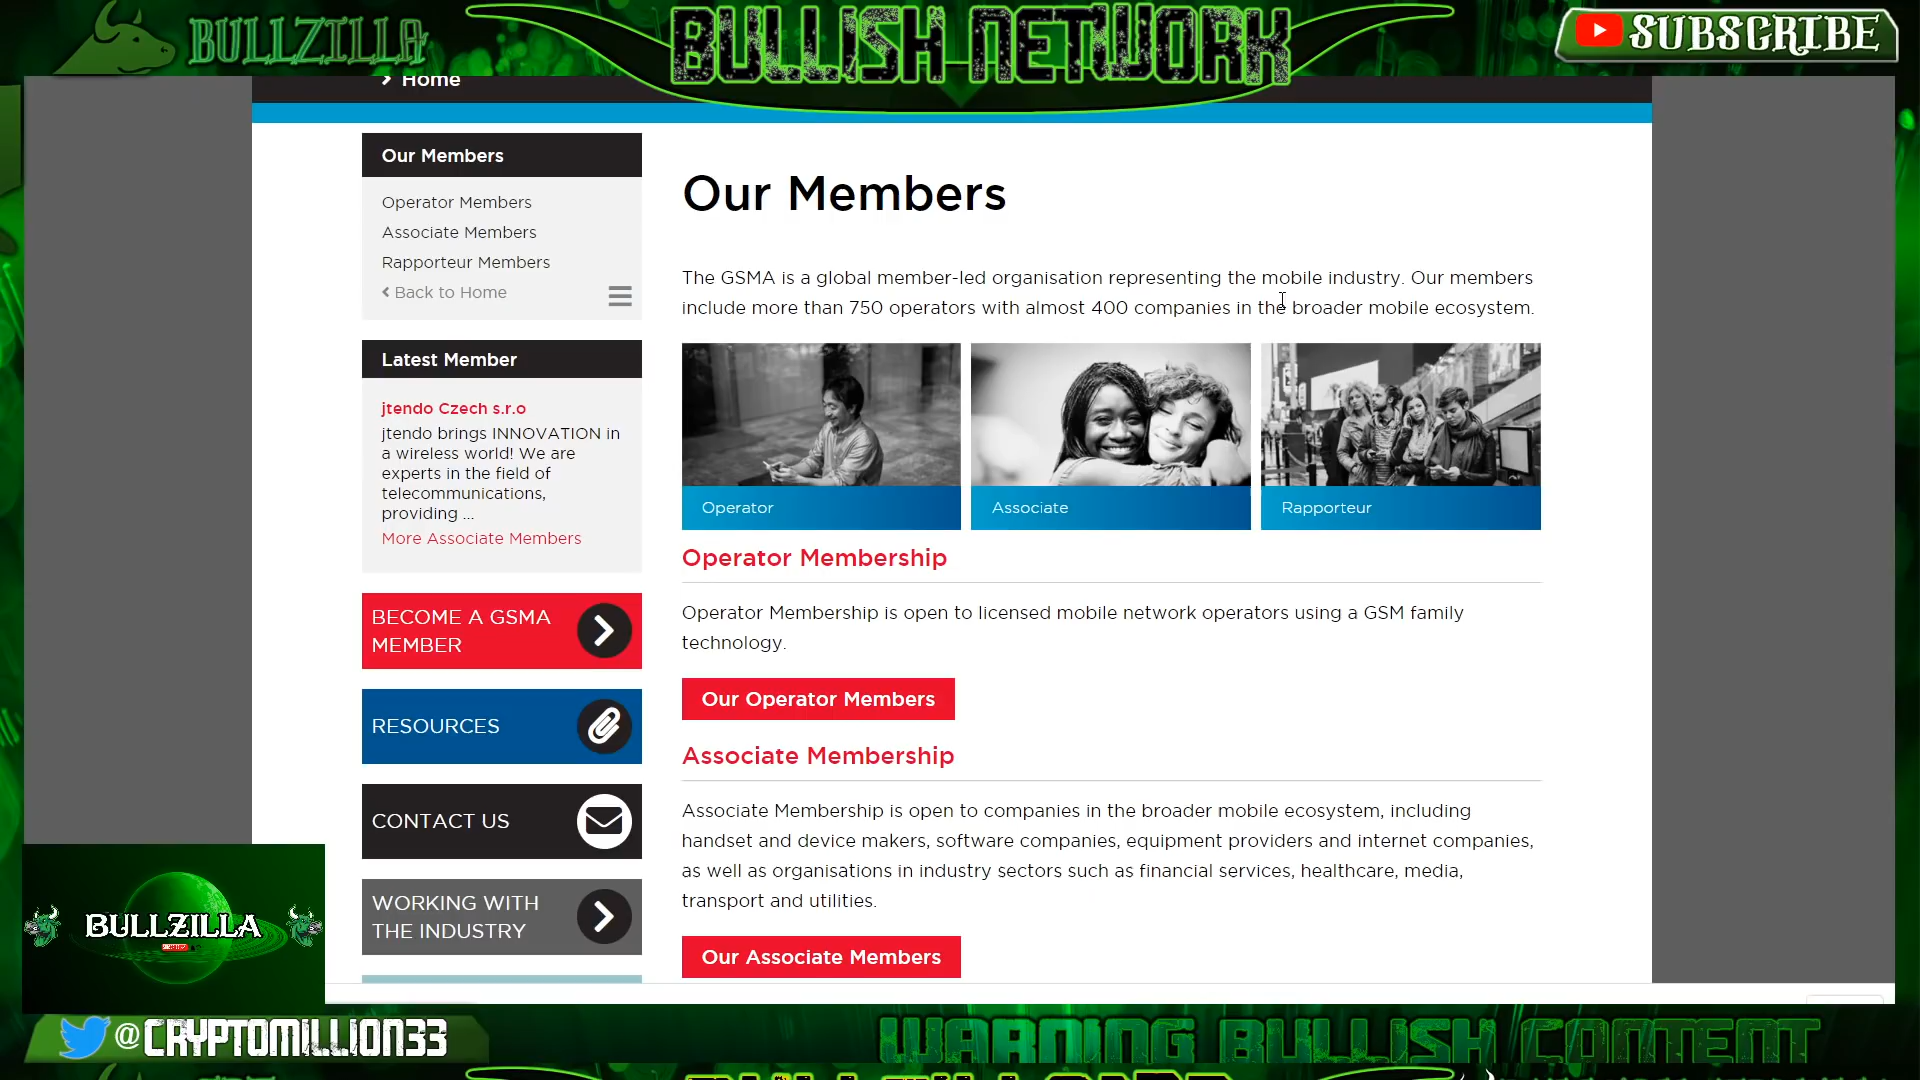 BULLZILLA
BULLISH NETWORK
SUBSCRIBE
Home
Our Members
Operator Members
Associate Members
Rapporteur Members
Back to Home
Latest Member
jtendo Czech s.r.o
jtendo brings INNOVATION in
a wireless world! We are
experts in the field of
telecommunications,
providing ...
More Associate Members
BECOME A GSMA
MEMBER
RESOURCES
CONTACT US
WORKING WITH
THE INDUSTRY
Our Members
The GSMA is a global member-led organisation representing the mobile industry. Our members
include more than 750 operators with almost 400 companies in the broader mobile ecosystem.
Operator
Associate
Rapporteur
Operator Membership
Operator Membership is open to licensed mobile network operators using a GSM family
technology.
Our Operator Members
Associate Membership
Associate Membership is open to companies in the broader mobile ecosystem, including
handset and device makers, software companies, equipment providers and internet companies,
as well as organisations in industry sectors such as financial services, healthcare, media,
transport and utilities.
Our Associate Members
BULLZILLA
@CRYPTOMILLION33
WARNING BULLISH CONTENT